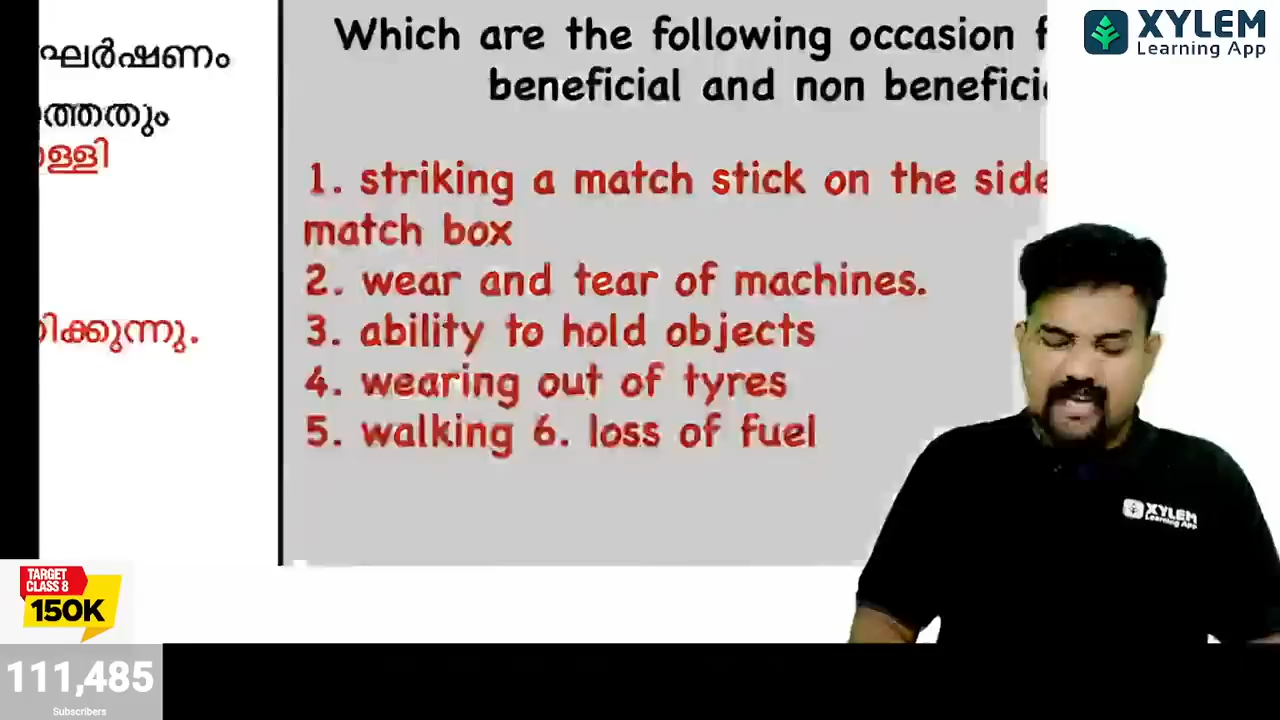 ഘർഷണം
Which are the following occasion
beneficial and non
1. striking a match stick on the side
match box
2. wear and tear of machines.
3. ability to hold objects
4. wearing out of tyres
5. walking 6. loss of fuel
XYLEM
Learning App
XYLEM
Learning App
TARGET
CLASS 8
150K
111,485
Subscribers